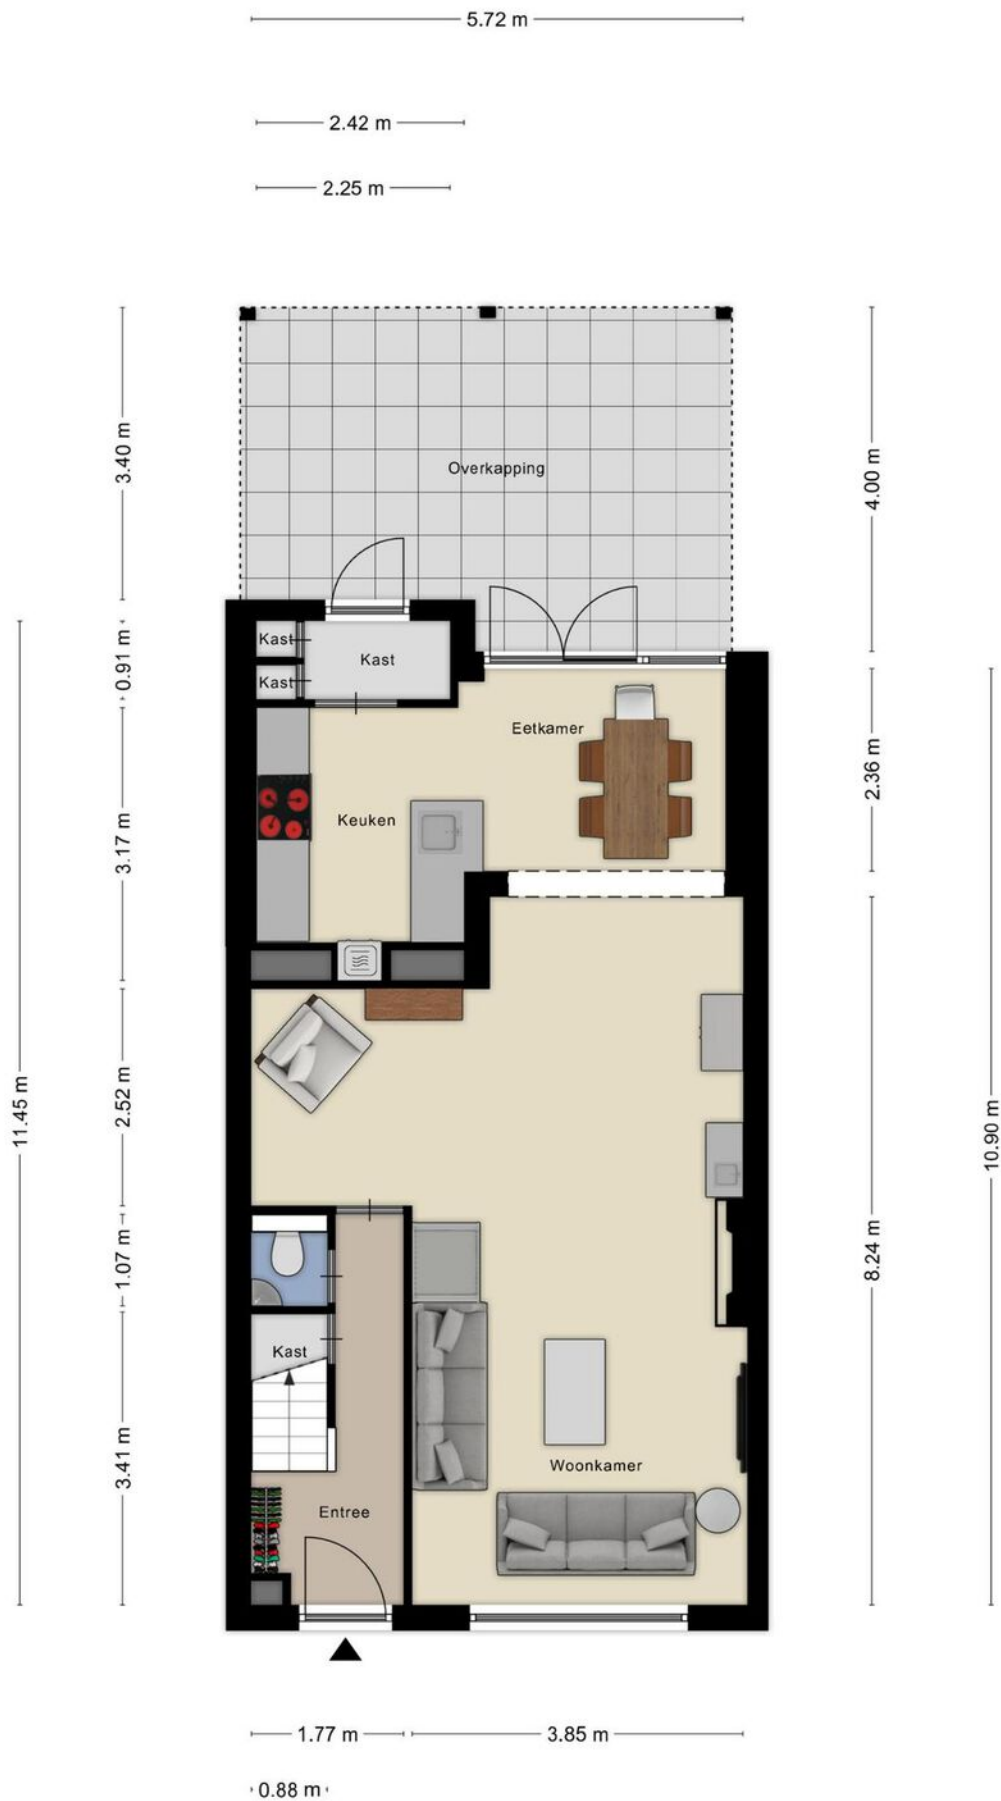 5.72 m
2.42 m
2.25 m
3.40 m
4.00 m
Overkapping
Kast
Kast
Kast
0.91 m
Eetkamer
2.36 m
Keuken
3.17 m
11.45 m
2.52 m
10.90 m
1.07 m
8.24 m
Kast
3.41 m
Woonkamer
Entree
1.77 m
3.85 m
0.88 m